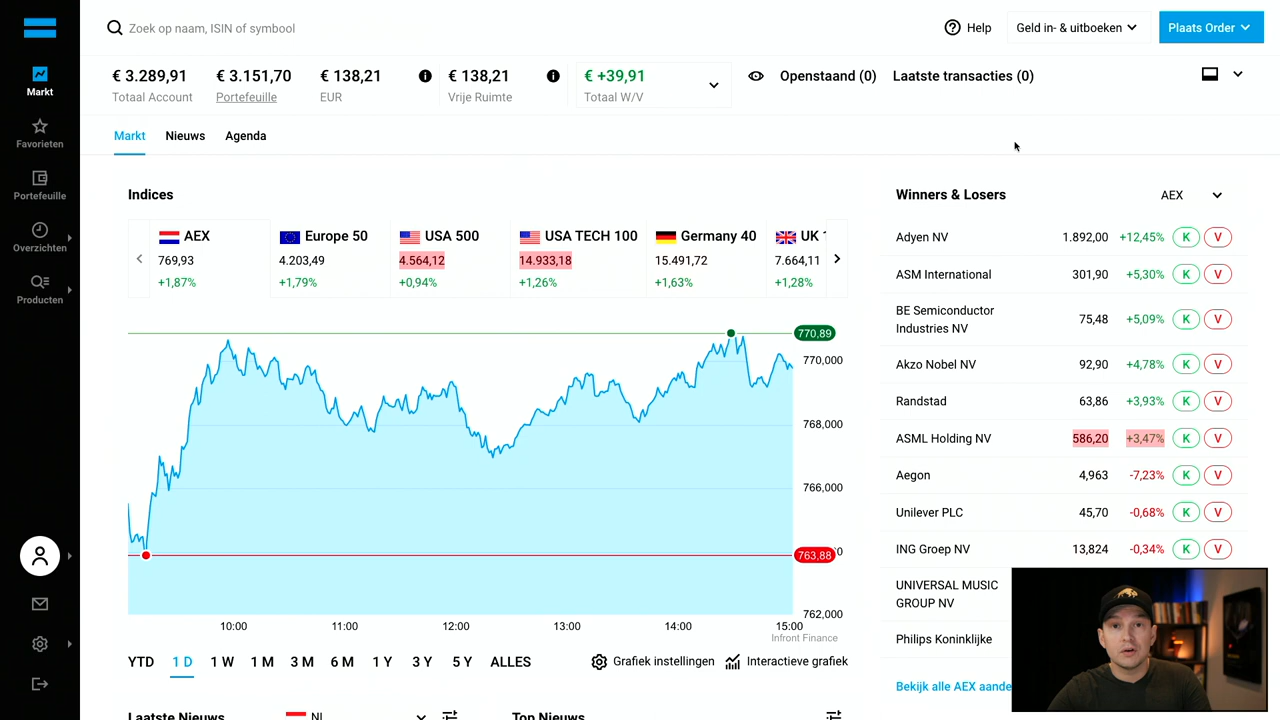 Zoek op naam, ISIN of symbool
Help
Geld in- & uitboeken
Plaats Order
€ 3.289,91
Totaal Account
€ 3.151,70
Portefeuille
€ 138,21
EUR
€ 138,21
Vrije Ruimte
€ +39,91
Totaal W/V
Openstaand (0)
Laatste transacties (0)
Markt
Favorieten
Portefeuille
Overzichten
Producten
Markt
Nieuws
Agenda
Indices
AEX
769,93
+1,87%
Europe 50
4.203,49
+1,79%
USA 500
4.564,12
+0,94%
USA TECH 100
14.933,18
+1,26%
Germany 40
15.491,72
+1,63%
UK
7.664,11
+1,28%
770,89
770,000
768,000
766,000
763,88
762,000
10:00
11:00
12:00
13:00
14:00
15:00
Infront Finance
YTD
1 D
1 W
1 M
3 M
6 M
1 Y
3 Y
5 Y
ALLES
Grafiek instellingen
Interactieve grafiek
Laatste Nieuws
NL
Top Nieuws
Winners & Losers
AEX
Adyen NV 1.892,00 +12,45% K V
ASM International 301,90 +5,30% K V
BE Semiconductor
Industries NV 75,48 +5,09% K V
Akzo Nobel NV 92,90 +4,78% K V
Randstad 63,86 +3,93% K V
ASML Holding NV 586,20 +3,47% K V
Aegon 4,963 -7,23% K V
Unilever PLC 45,70 -0,68% K V
ING Groep NV 13,824 -0,34% K V
UNIVERSAL MUSIC
GROUP NV
Philips Koninklijke
Bekijk alle AEX aande